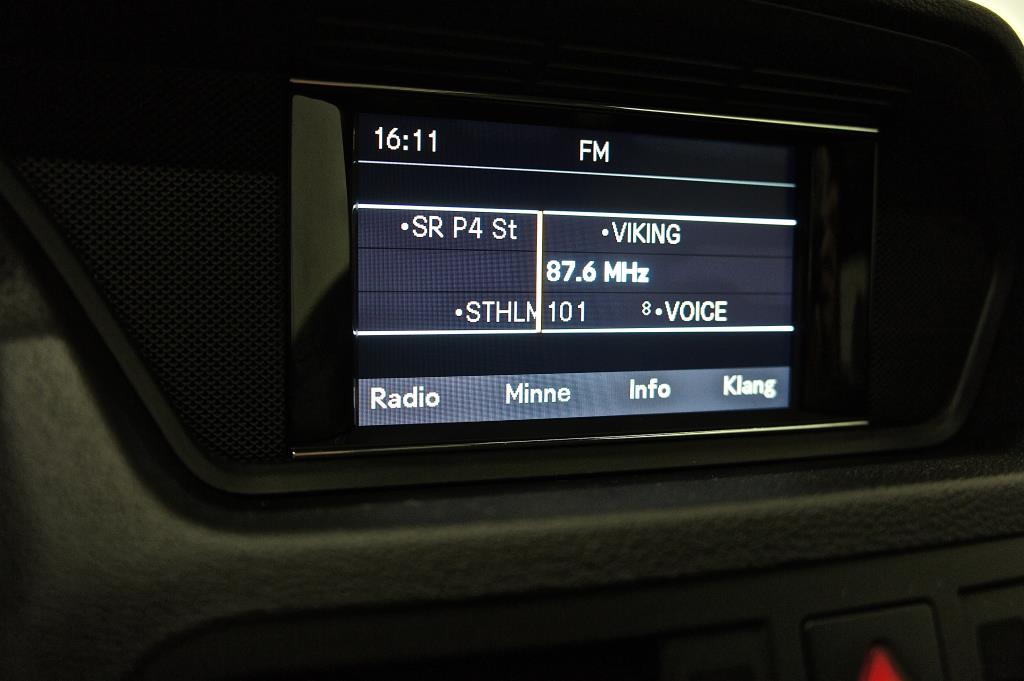 16:11 FM
•SR P4 St •VIKING
87.6 MHz
•STHLM 101 8•VOICE
Radio Minne Info Klang